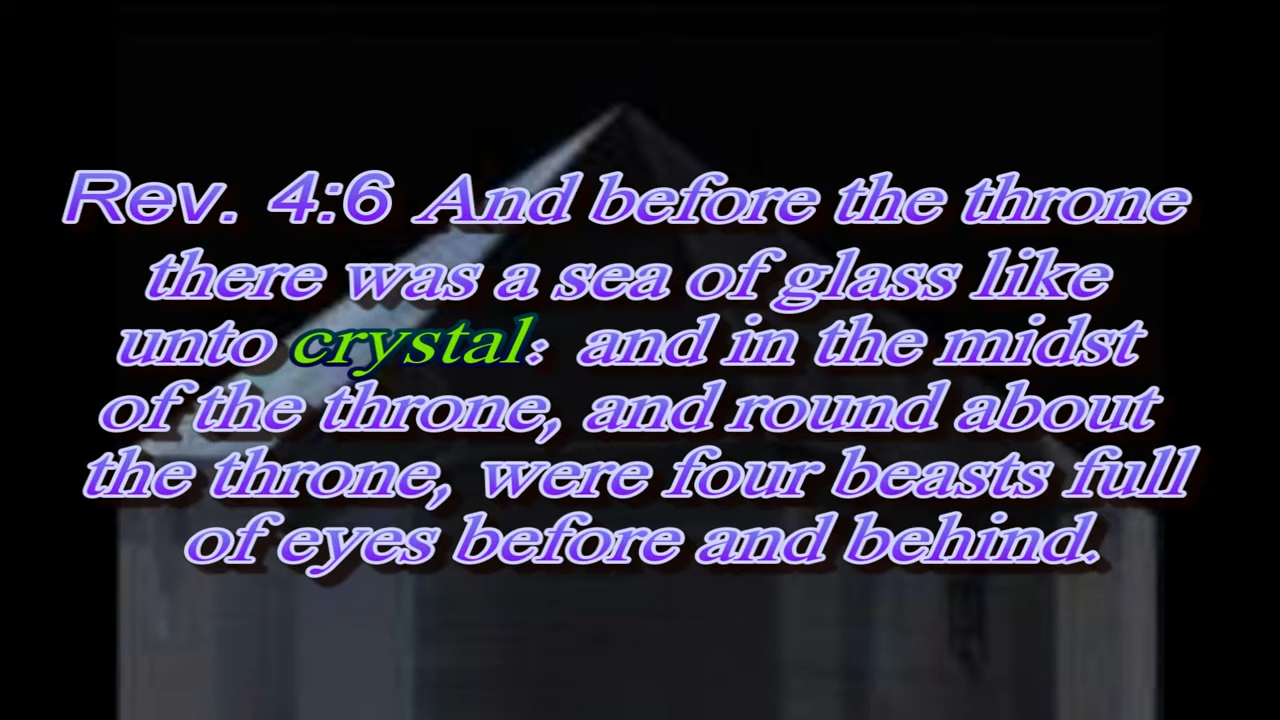 Rev. 4:6 And before the throne
there was a sea of glass like
unto crystal: and in the midst
of the throne, and round about
the throne, were four beasts full
of eyes before and behind.